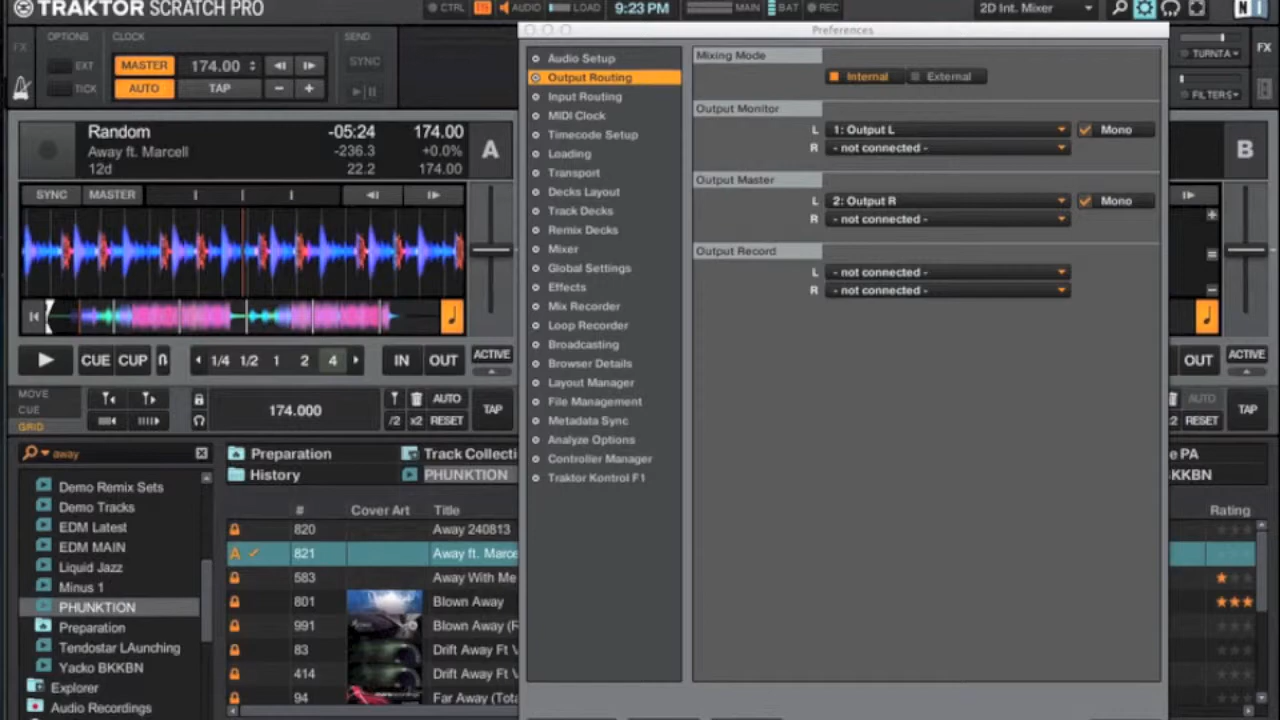 TRAKTOR SCRATCH PRO
CTRL AUDIO LOAD 9:23PM MAIN BAT REC
2D Int. Mixer
Preferences
FX
OPTIONS
CLOCK
SEND
EXT
MASTER
174.00
SYNC
TICK
AUTO
TAP
TURNTA
FX
FILTERS
Random
-05:24
174.00
Away ft. Marcell
-236.3
+0.0%
12d
22.2
174.00
A
SYNC
MASTER
CUE
CUP
1/4
1/2
1
2
4
IN
OUT
ACTIVE
MOVE
CUE
GRID
174.000
AUTO
/2
x2
RESET
TAP
Audio Setup
Output Routing
Input Routing
MIDI Clock
Timecode Setup
Loading
Transport
Decks Layout
Track Decks
Remix Decks
Mixer
Global Settings
Effects
Mix Recorder
Loop Recorder
Broadcasting
Browser Details
Layout Manager
File Management
Metadata Sync
Analyze Options
Controller Manager
Traktor Kontrol F1
Mixing Mode
Internal
External
Output Monitor
L
1: Output L
Mono
R
- not connected -
Output Master
L
2: Output R
Mono
R
- not connected -
Output Record
L
- not connected -
R
- not connected -
B
OUT
ACTIVE
AUTO
2
RESET
TAP
away
Demo Remix Sets
Demo Tracks
EDM Latest
EDM MAIN
Liquid Jazz
Minus 1
PHUNKTION
Preparation
Tendostar LAunching
Yacko BKKBN
Explorer
Audio Recordings
Preparation
Track Collecti
History
PHUNKTION
e PA
KKBN
#
Cover Art
Title
Rating
820
Away 240813
A
821
Away ft. Marce
583
Away With Me
801
Blown Away
991
Blown Away (F
83
Drift Away Ft V
414
Drift Away Ft V
94
Far Away (Tota